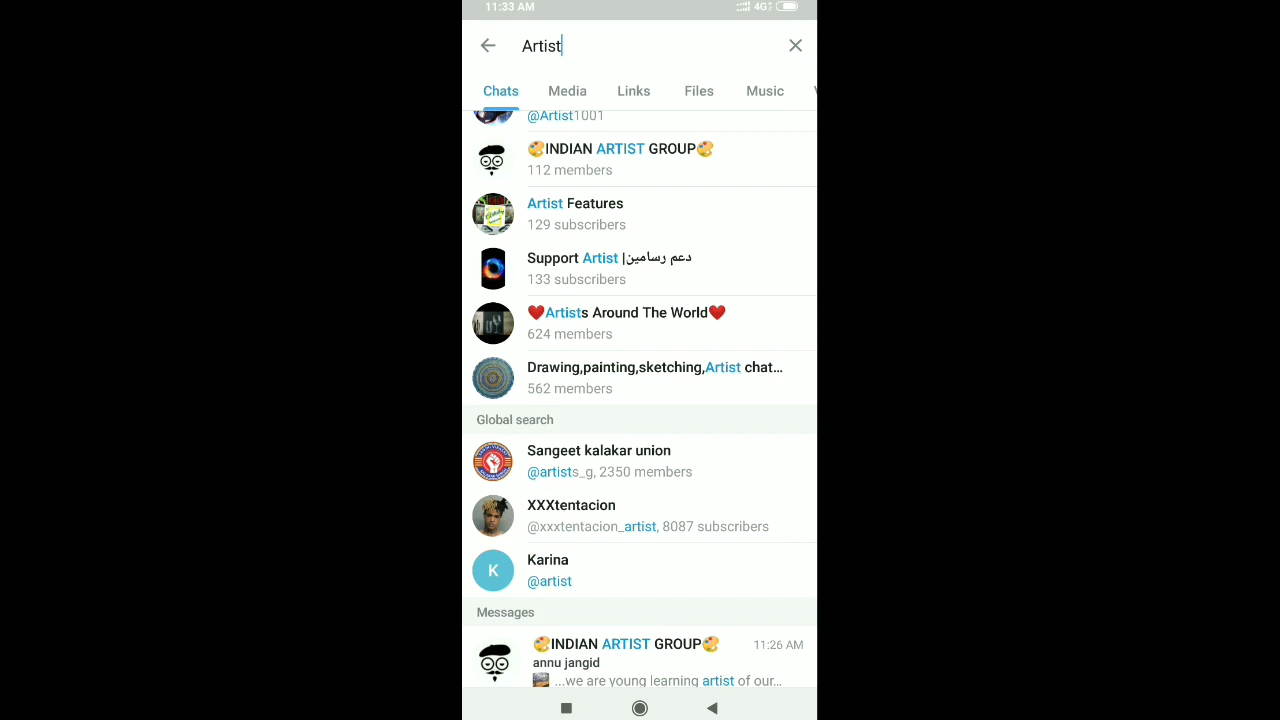 11:33 AM 4G
Artist
Chats Media Links Files Music
@Artist1001
🎨INDIAN ARTIST GROUP🎨
112 members
Artist Features
129 subscribers
Support Artist |دعم رسامين
133 subscribers
❤️Artists Around The World❤️
624 members
Drawing,painting,sketching,Artist chat...
562 members
Global search
Sangeet kalakar union
@artists_g, 2350 members
XXXtentacion
@xxxtentacion_artist, 8087 subscribers
K
Karina
@artist
Messages
🎨INDIAN ARTIST GROUP🎨 11:26 AM
annu jangid
...we are young learning artist of our...